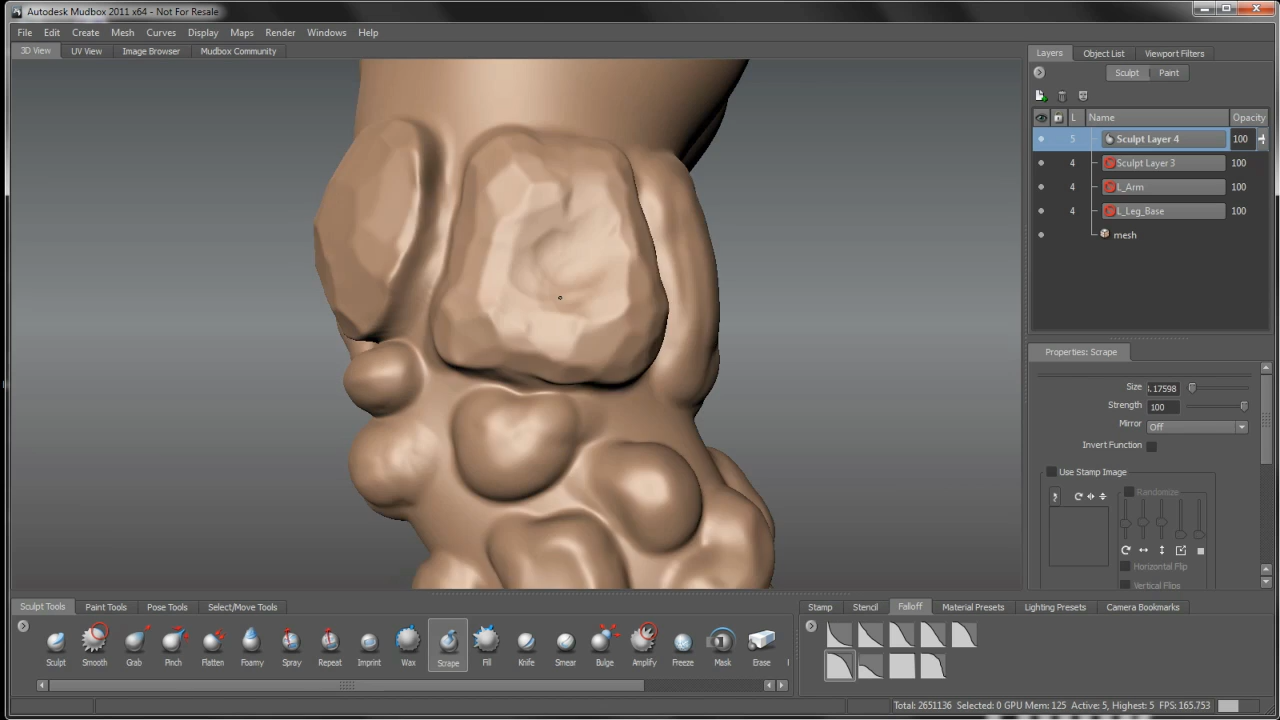 Autodesk Mudbox 2011 x64 - Not For Resale
File Edit Create Mesh Curves Display Maps Render Windows Help
3D View UV View Image Browser Mudbox Community
Layers Object List Viewport Filters
Sculpt Paint
L Name Opacity
5 Sculpt Layer 4 100
4 Sculpt Layer 3 100
4 L_Arm 100
4 L_Leg_Base 100
mesh
Properties: Scrape
Size .17598
Strength 100
Mirror Off
Invert Function
Use Stamp Image
Randomize
Horizontal Flip
Vertical Flips
Sculpt Tools Paint Tools Pose Tools Select/Move Tools
Stamp Stencil Falloff Material Presets Lighting Presets Camera Bookmarks
Sculpt Smooth Grab Pinch Flatten Foamy Spray Repeat Imprint Wax Scrape Fill Knife Smear Bulge Amplify Freeze Mask Erase
Total: 2651136 Selected: 0 GPU Mem: 125 Active: 5, Highest: 5 FPS: 165.753